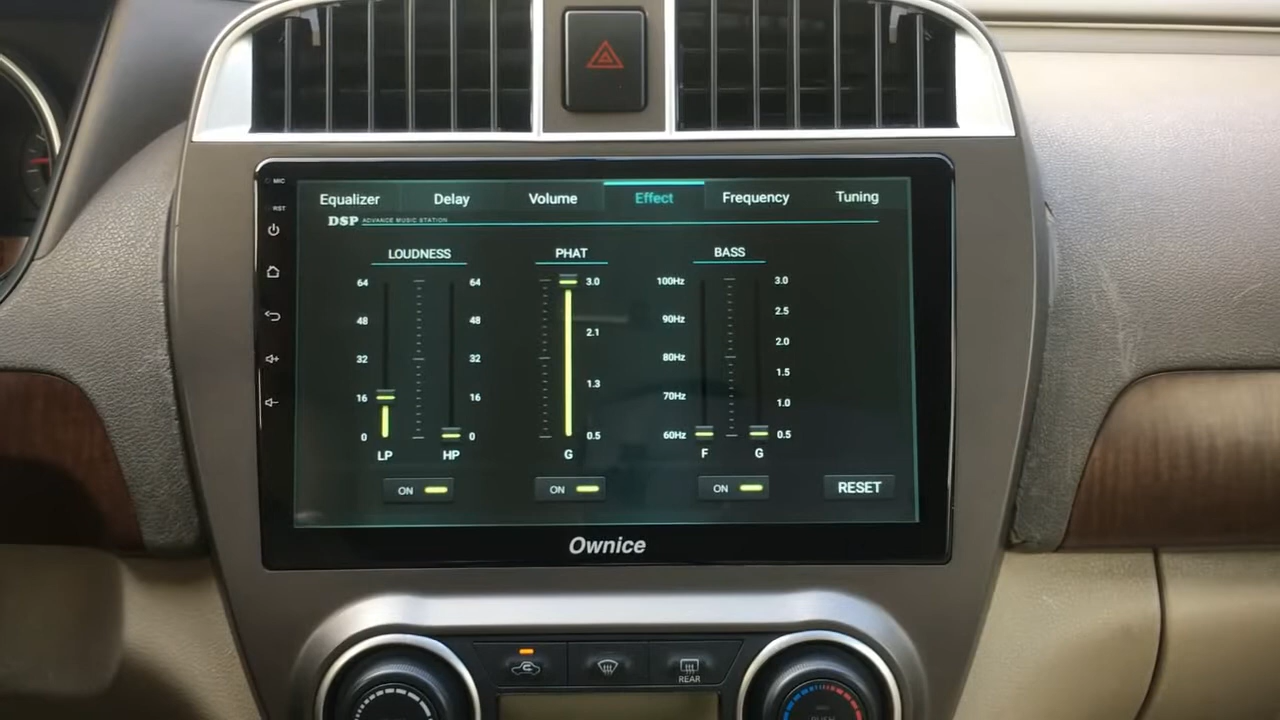 MIC
RST
Equalizer Delay Volume Effect Frequency Tuning
DSP ADVANCE MUSIC STATION
LOUDNESS PHAT BASS
64 64 3.0 100Hz 3.0
48 48 2.1 90Hz 2.5
32 32 80Hz 2.0
16 16 1.3 70Hz 1.5
1.0
0 0 0.5 60Hz 0.5
LP HP G F G
ON ON ON RESET
Ownice
REAR